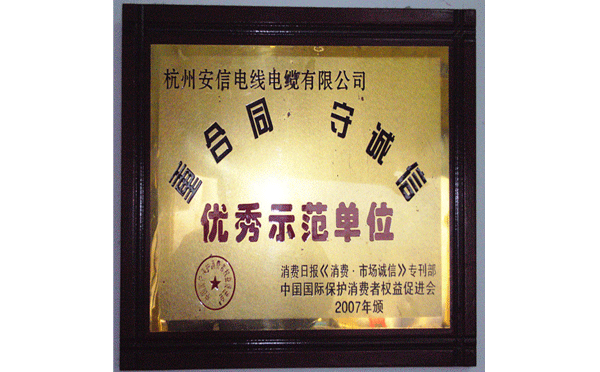 杭州安信电线电缆有限公司
重合同 守诚信
优秀示范单位
消费日报《消费·市场诚信》专刊部
中国国际保护消费者权益促进会
2007年颁